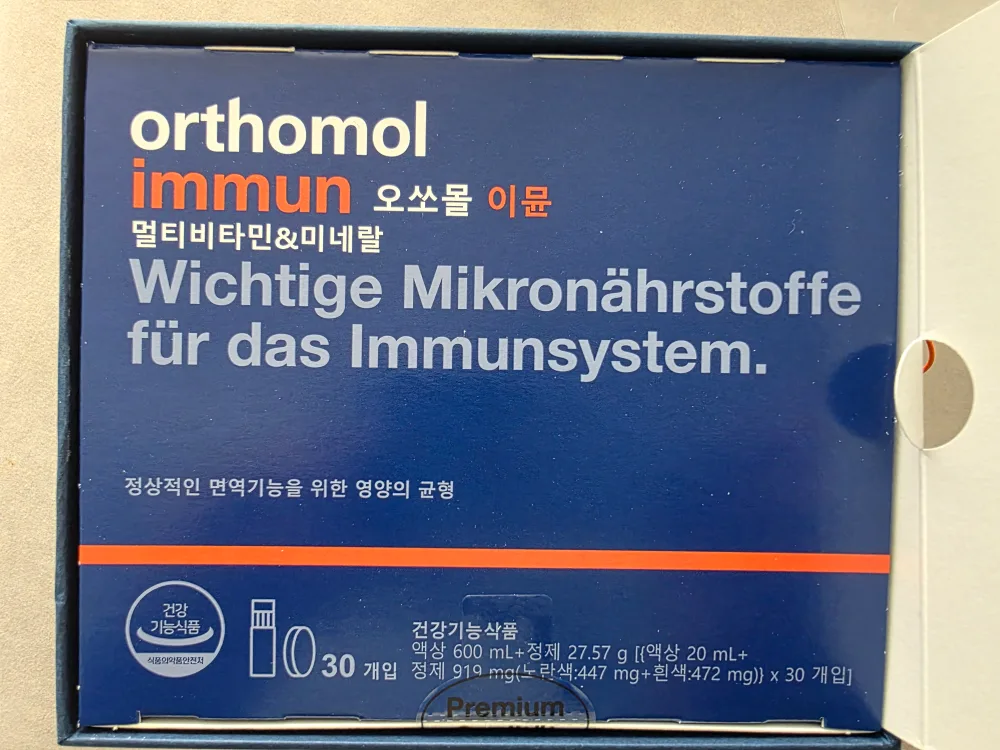 orthomol
immun 오쏘몰 이뮨
멀티비타민&미네랄
Wichtige Mikronährstoffe
für das Immunsystem.
정상적인 면역기능을 위한 영양의 균형
건강
기능식품
식품의약품안전처
30 개입
건강기능식품
액상 600 mL+정제 27.57 g [{액상 20 mL+
정제 919 mg(노란색:447 mg+흰색:472 mg)} x 30 개입]
Premium